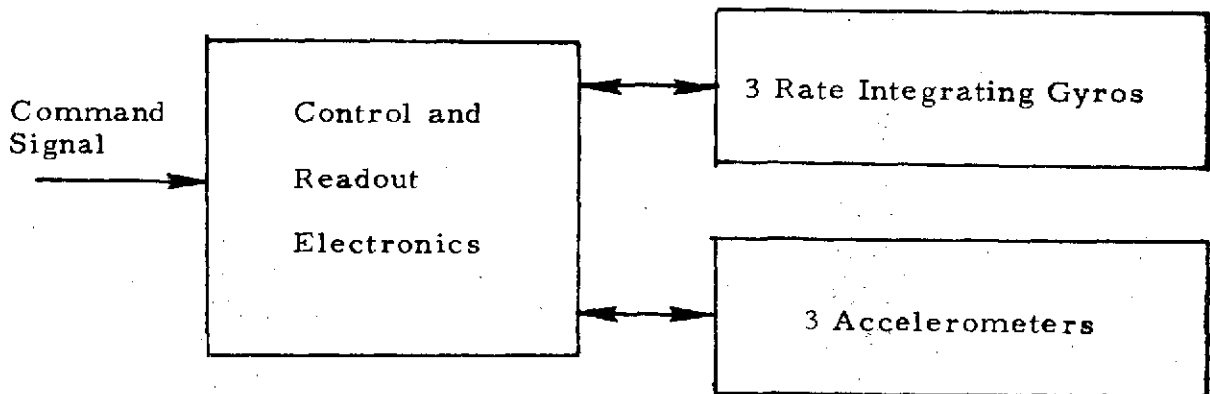 Command
Signal
Control and
Readout
Electronics
3 Rate Integrating Gyros
3 Accelerometers